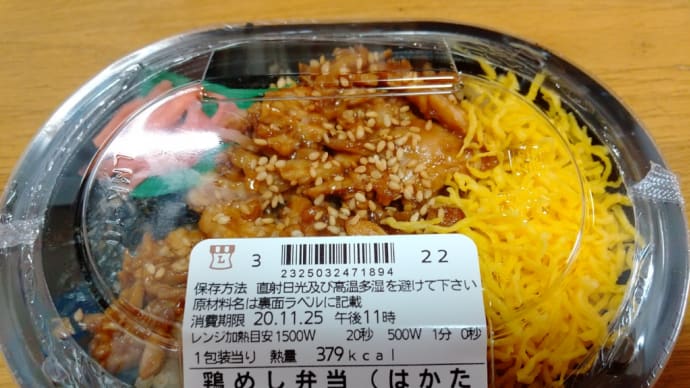 L 3 22
2325032471894
保存方法 直射日光及び高温多湿を避けて下さい
原材料名は裏面ラベルに記載
消費期限 20.11.25 午後11時
レンジ加熱目安1500W 20秒 500W 1分 0秒
1包装当り 熱量 379kcal
鶏めし弁当(はかた